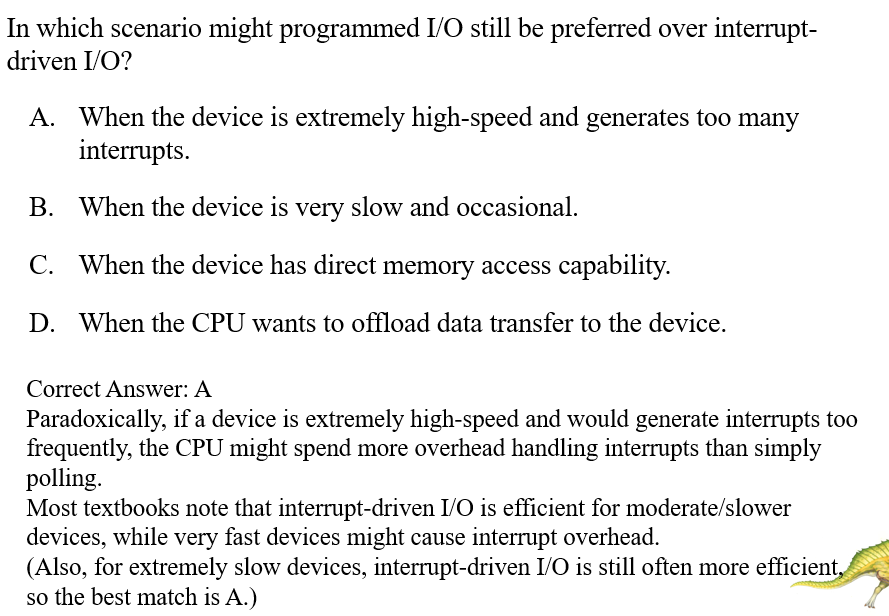 In which scenario might programmed I/O still be preferred over interrupt-
driven I/O?
A. When the device is extremely high-speed and generates too many
interrupts.
B. When the device is very slow and occasional.
C. When the device has direct memory access capability.
D. When the CPU wants to offload data transfer to the device.
Correct Answer: A
Paradoxically, if a device is extremely high-speed and would generate interrupts too
frequently, the CPU might spend more overhead handling interrupts than simply
polling.
Most textbooks note that interrupt-driven I/O is efficient for moderate/slower
devices, while very fast devices might cause interrupt overhead.
(Also, for extremely slow devices, interrupt-driven I/O is still often more efficient,
so the best match is A.)